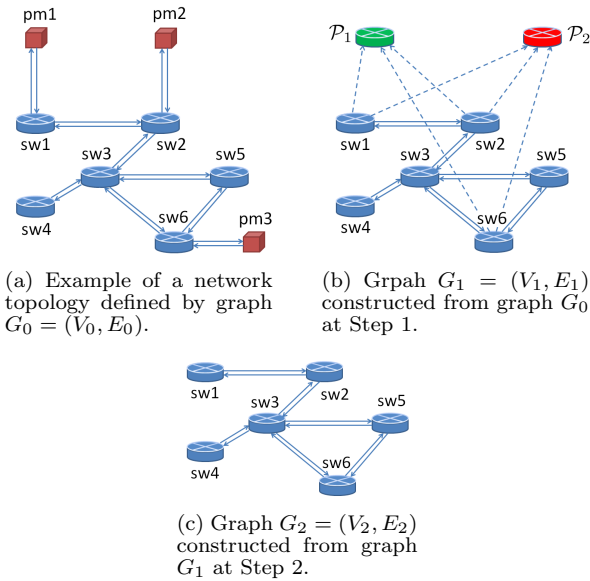 pm1
pm2
sw1
sw2
sw3
sw5
sw4
sw6
pm3
(a) Example of a network
topology defined by graph
G₀ = (V₀, E₀).
𝒫₁
𝒫₂
sw1
sw2
sw3
sw5
sw4
sw6
(b) Grpah G₁ = (V₁, E₁)
constructed from graph G₀
at Step 1.
sw1
sw2
sw3
sw5
sw4
sw6
(c) Graph G₂ = (V₂, E₂)
constructed from graph
G₁ at Step 2.